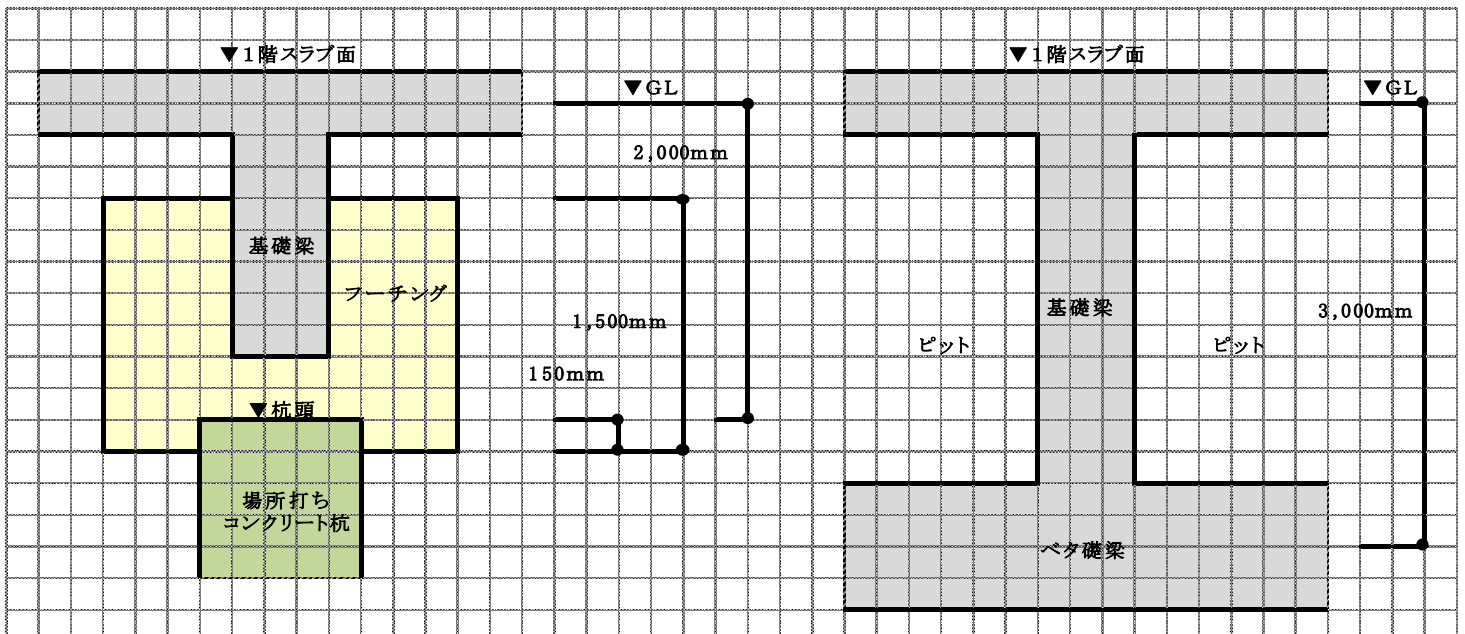 ▼1階スラブ面
▼GL
2,000mm
基礎梁
フーチング
1,500mm
150mm
▼杭頭
場所打ち
コンクリート杭
▼1階スラブ面
▼GL
基礎梁
3,000mm
ピット
ピット
ベタ礎梁